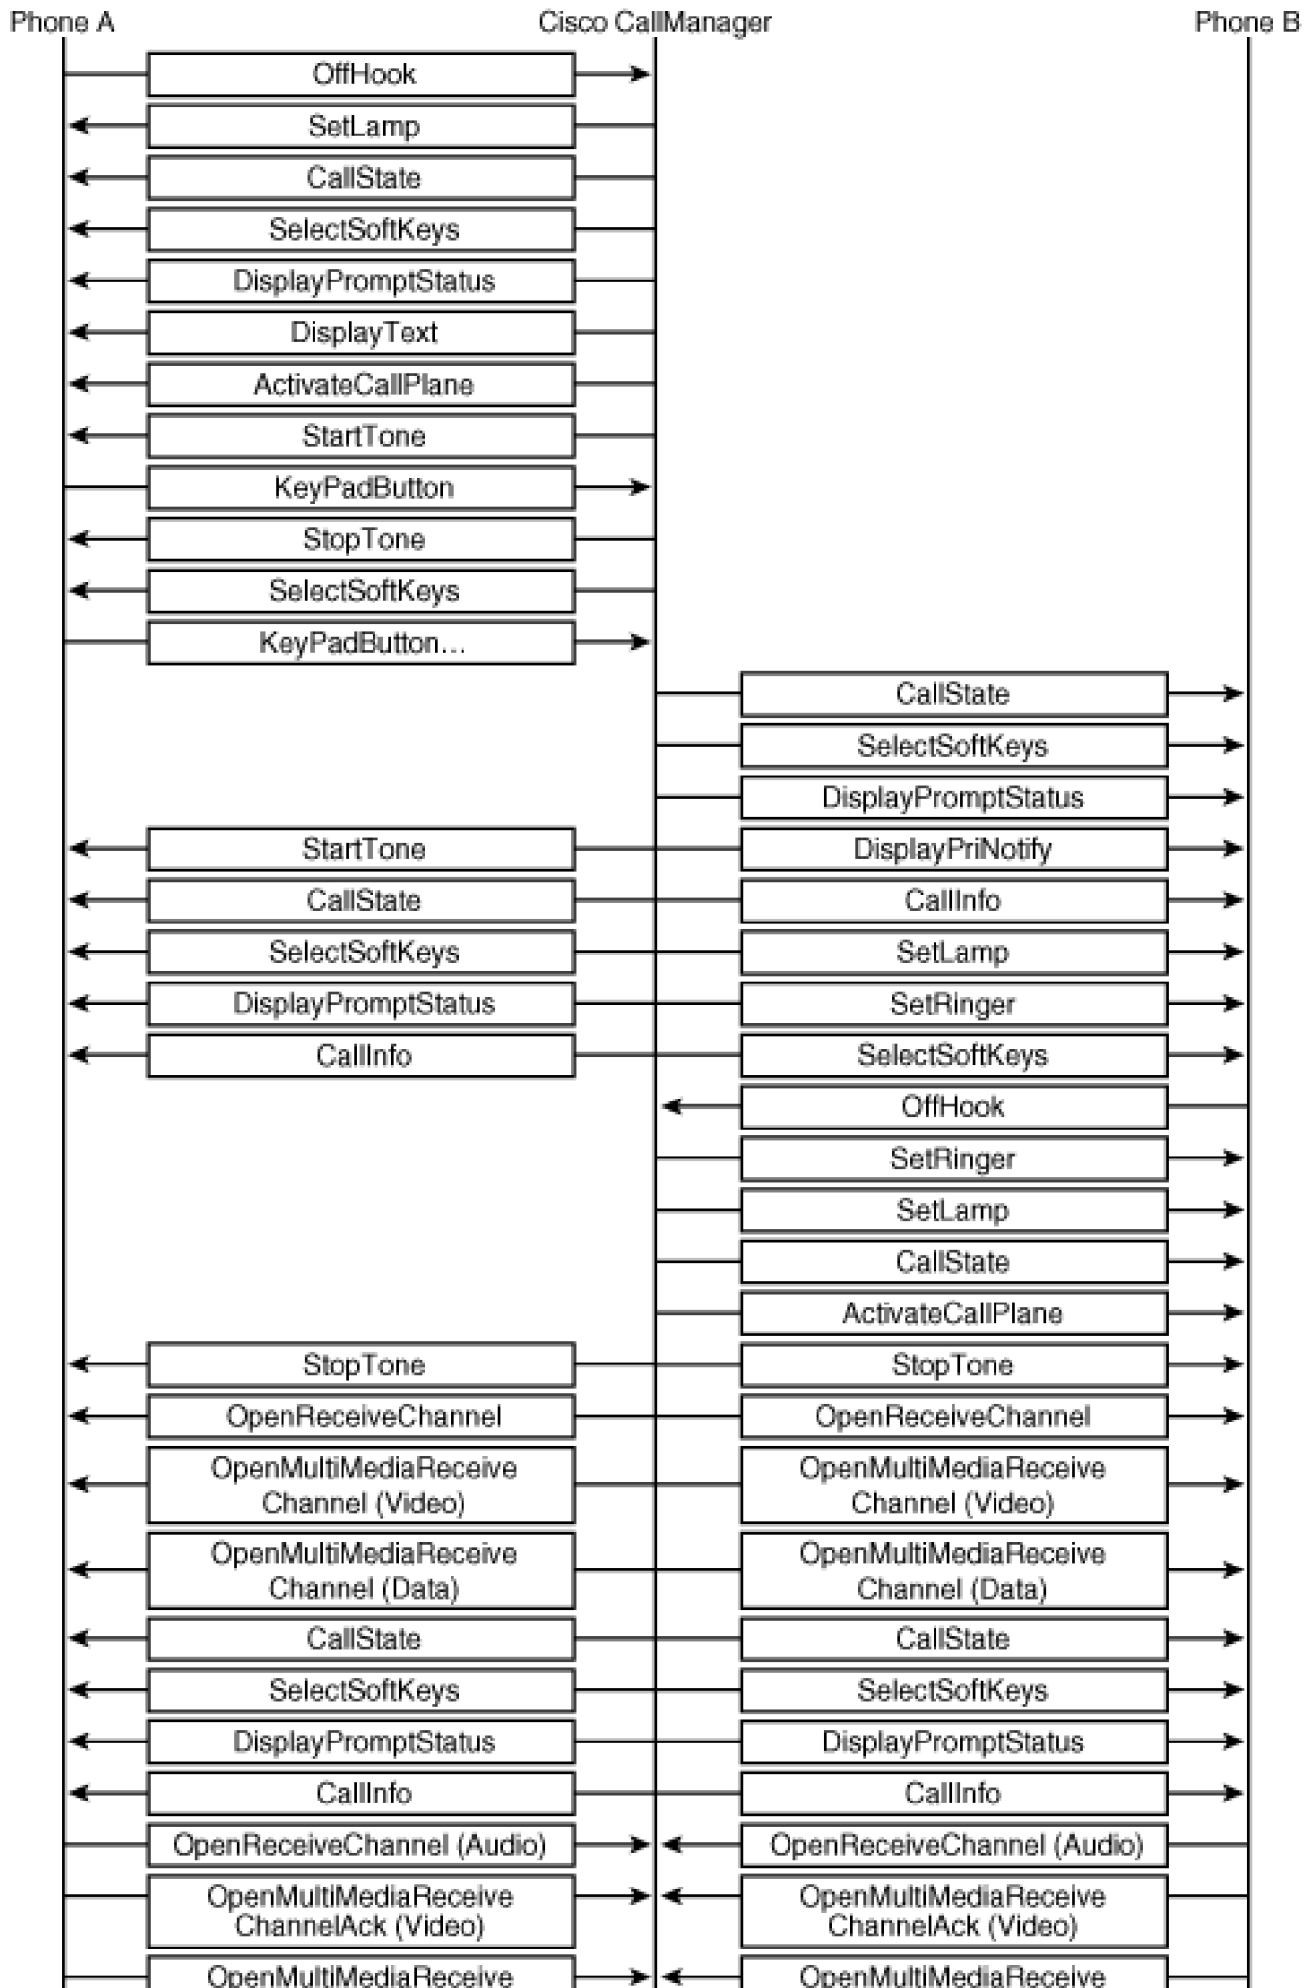 Phone A Cisco CallManager Phone B
OffHook
SetLamp
CallState
SelectSoftKeys
DisplayPromptStatus
DisplayText
ActivateCallPlane
StartTone
KeyPadButton
StopTone
SelectSoftKeys
KeyPadButton...
CallState
SelectSoftKeys
DisplayPromptStatus
StartTone DisplayPriNotify
CallState CallInfo
SelectSoftKeys SetLamp
DisplayPromptStatus SetRinger
CallInfo SelectSoftKeys
OffHook
SetRinger
SetLamp
CallState
ActivateCallPlane
StopTone StopTone
OpenReceiveChannel OpenReceiveChannel
OpenMultiMediaReceive OpenMultiMediaReceive
Channel (Video) Channel (Video)
OpenMultiMediaReceive OpenMultiMediaReceive
Channel (Data) Channel (Data)
CallState CallState
SelectSoftKeys SelectSoftKeys
DisplayPromptStatus DisplayPromptStatus
CallInfo CallInfo
OpenReceiveChannel (Audio) OpenReceiveChannel (Audio)
OpenMultiMediaReceive OpenMultiMediaReceive
ChannelAck (Video) ChannelAck (Video)
OpenMultiMediaReceive OpenMultiMediaReceive